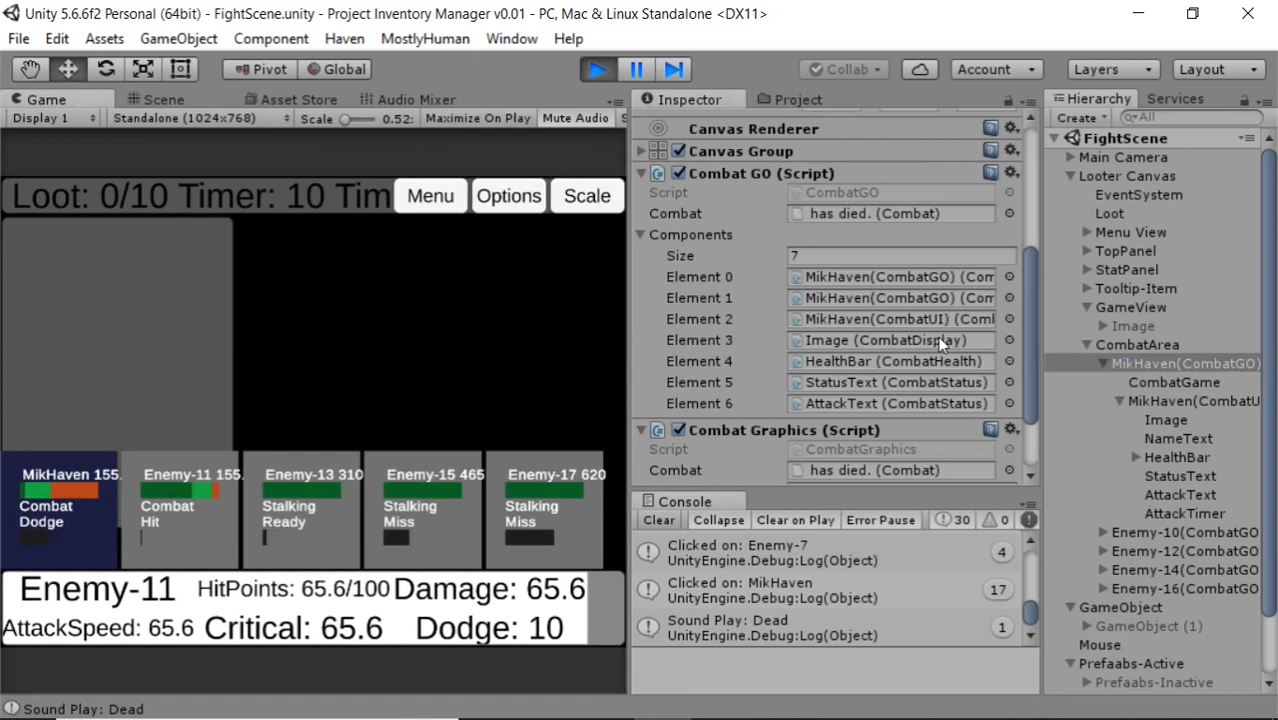 Unity 5.6.6f2 Personal (64bit) - FightScene.unity - Project Inventory Manager v0.01 - PC, Mac & Linux Standalone <DX11>
File Edit Assets GameObject Component Haven MostlyHuman Window Help
Pivot Global Collab Account Layers Layout
Game Scene Asset Store Audio Mixer
Display 1 Standalone (1024x768) Scale 0.52: Maximize On Play Mute Audio S
Loot: 0/10 Timer: 10 Tim Menu Options Scale
MikHaven 155.
Combat
Dodge
Enemy-11 155.
Combat
Hit
Enemy-13 310
Stalking
Ready
Enemy-15 465
Stalking
Miss
Enemy-17 620
Stalking
Miss
Enemy-11 HitPoints: 65.6/100 Damage: 65.6
AttackSpeed: 65.6 Critical: 65.6 Dodge: 10
Inspector Project
Canvas Renderer
Canvas Group
Combat GO (Script)
Script CombatGO
Combat has died. (Combat)
Components
Size 7
Element 0 MikHaven(CombatGO) (Com
Element 1 MikHaven(CombatGO) (Com
Element 2 MikHaven(CombatUI) (Coml
Element 3 Image (CombatDisplay)
Element 4 HealthBar (CombatHealth)
Element 5 StatusText (CombatStatus)
Element 6 AttackText (CombatStatus)
Combat Graphics (Script)
Script CombatGraphics
Combat has died. (Combat)
Console
Clear Collapse Clear on Play Error Pause 30 0
Clicked on: Enemy-7
UnityEngine.Debug:Log(Object)
4
Clicked on: MikHaven
UnityEngine.Debug:Log(Object)
17
Sound Play: Dead
UnityEngine.Debug:Log(Object)
1
Hierarchy Services
Create All
FightScene
Main Camera
Looter Canvas
EventSystem
Loot
Menu View
TopPanel
StatPanel
Tooltip-Item
GameView
Image
CombatArea
MikHaven(CombatGO)
CombatGame
MikHaven(CombatU
Image
NameText
HealthBar
StatusText
AttackText
AttackTimer
Enemy-10(CombatGO
Enemy-12(CombatGO
Enemy-14(CombatGO
Enemy-16(CombatGO
GameObject
GameObject (1)
Mouse
Prefaabs-Active
Prefaabs-Inactive
Sound Play: Dead